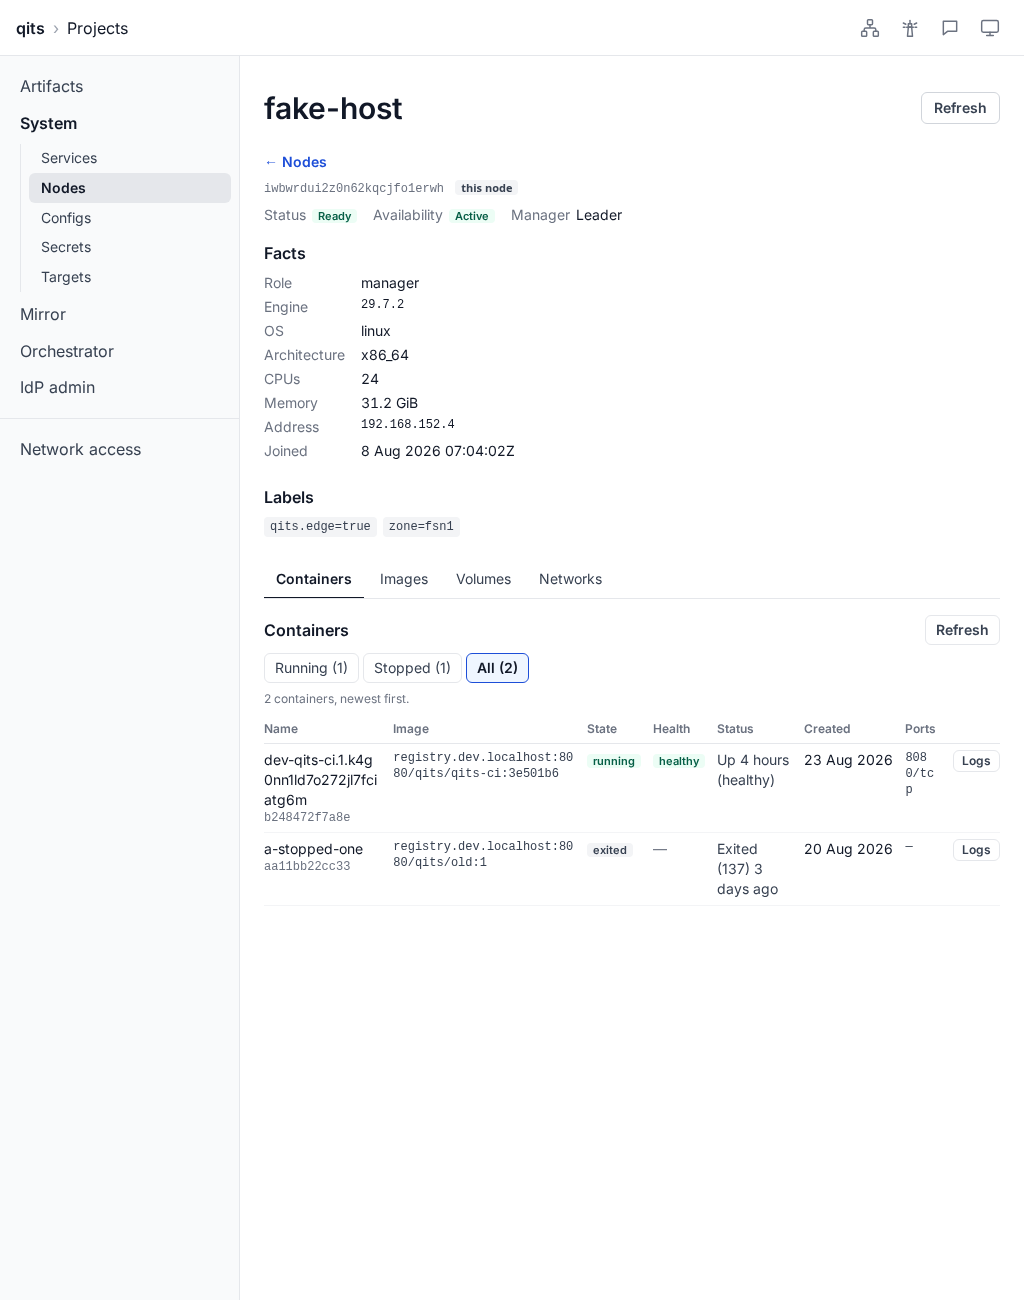 qits › Projects
Artifacts
System
Services
Nodes
Configs
Secrets
Targets
Mirror
Orchestrator
IdP admin
Network access
fake-host
Refresh
← Nodes
iwbwrdui2z0n62kqcjfo1erwh this node
Status Ready Availability Active Manager Leader
Facts
Role manager
Engine 29.7.2
OS linux
Architecture x86_64
CPUs 24
Memory 31.2 GiB
Address 192.168.152.4
Joined 8 Aug 2026 07:04:02Z
Labels
qits.edge=true zone=fsn1
Containers Images Volumes Networks
Containers
Refresh
Running (1) Stopped (1) All (2)
2 containers, newest first.
Name Image State Health Status Created Ports
dev-qits-ci.1.k4g
0nn1ld7o272jl7fci
atg6m
b248472f7a8e
registry.dev.localhost:80
80/qits/qits-ci:3e501b6
running
healthy
Up 4 hours
(healthy)
23 Aug 2026
808
0/tc
p
Logs
a-stopped-one
aa11bb22cc33
registry.dev.localhost:80
80/qits/old:1
exited
—
Exited
(137) 3
days ago
20 Aug 2026
—
Logs